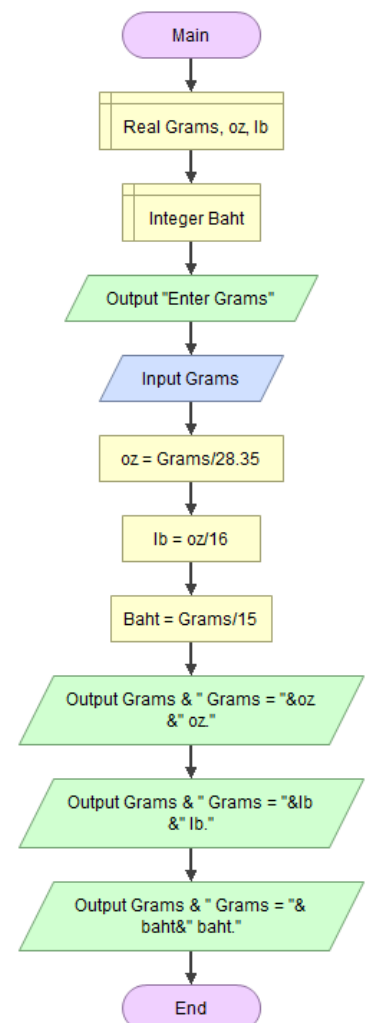 Main
Real Grams, oz, lb
Integer Baht
Output "Enter Grams"
Input Grams
oz = Grams/28.35
lb = oz/16
Baht = Grams/15
Output Grams & " Grams = "&oz
&" oz."
Output Grams & " Grams = "&lb
&" lb."
Output Grams & " Grams = "&
baht&" baht."
End